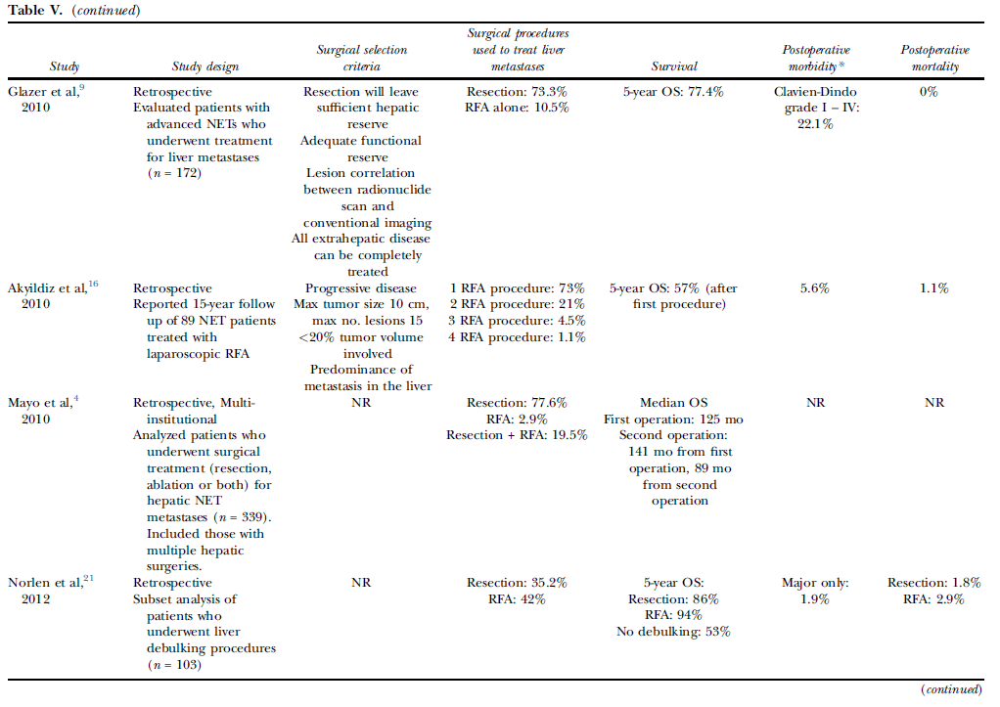 Table V. (continued)
Study
Study design
Surgical selection
criteria
Surgical procedures
used to treat liver
metastases
Survival
Postoperative
morbidity*
Postoperative
mortality
Glazer et al,9
2010
Retrospective
Evaluated patients with
advanced NETs who
underwent treatment
for liver metastases
(n = 172)
Resection will leave
sufficient hepatic
reserve
Adequate functional
reserve
Lesion correlation
between radionuclide
scan and
conventional imaging
All extrahepatic disease
can be completely
treated
Resection: 73.3%
RFA alone: 10.5%
5-year OS: 77.4%
Clavien-Dindo
grade I – IV:
22.1%
0%
Akyildiz et al,16
2010
Retrospective
Reported 15-year follow
up of 89 NET patients
treated with
laparoscopic RFA
Progressive disease
Max tumor size 10 cm,
max no. lesions 15
<20% tumor volume
involved
Predominance of
metastasis in the liver
1 RFA procedure: 73%
2 RFA procedure: 21%
3 RFA procedure: 4.5%
4 RFA procedure: 1.1%
5-year OS: 57% (after
first procedure)
5.6%
1.1%
Mayo et al,4
2010
Retrospective, Multi-
institutional
Analyzed patients who
underwent surgical
treatment (resection,
ablation or both) for
hepatic NET
metastases (n = 339).
Included those with
multiple hepatic
surgeries.
NR
Resection: 77.6%
RFA: 2.9%
Resection + RFA: 19.5%
Median OS
First operation: 125 mo
Second operation:
141 mo from first
operation, 89 mo
from second
operation
NR
NR
Norlen et al,21
2012
Retrospective
Subset analysis of
patients who
underwent liver
debulking procedures
(n = 103)
NR
Resection: 35.2%
RFA: 42%
5-year OS:
Resection: 86%
RFA: 94%
No debulking: 53%
Major only:
1.9%
Resection: 1.8%
RFA: 2.9%
(continued)